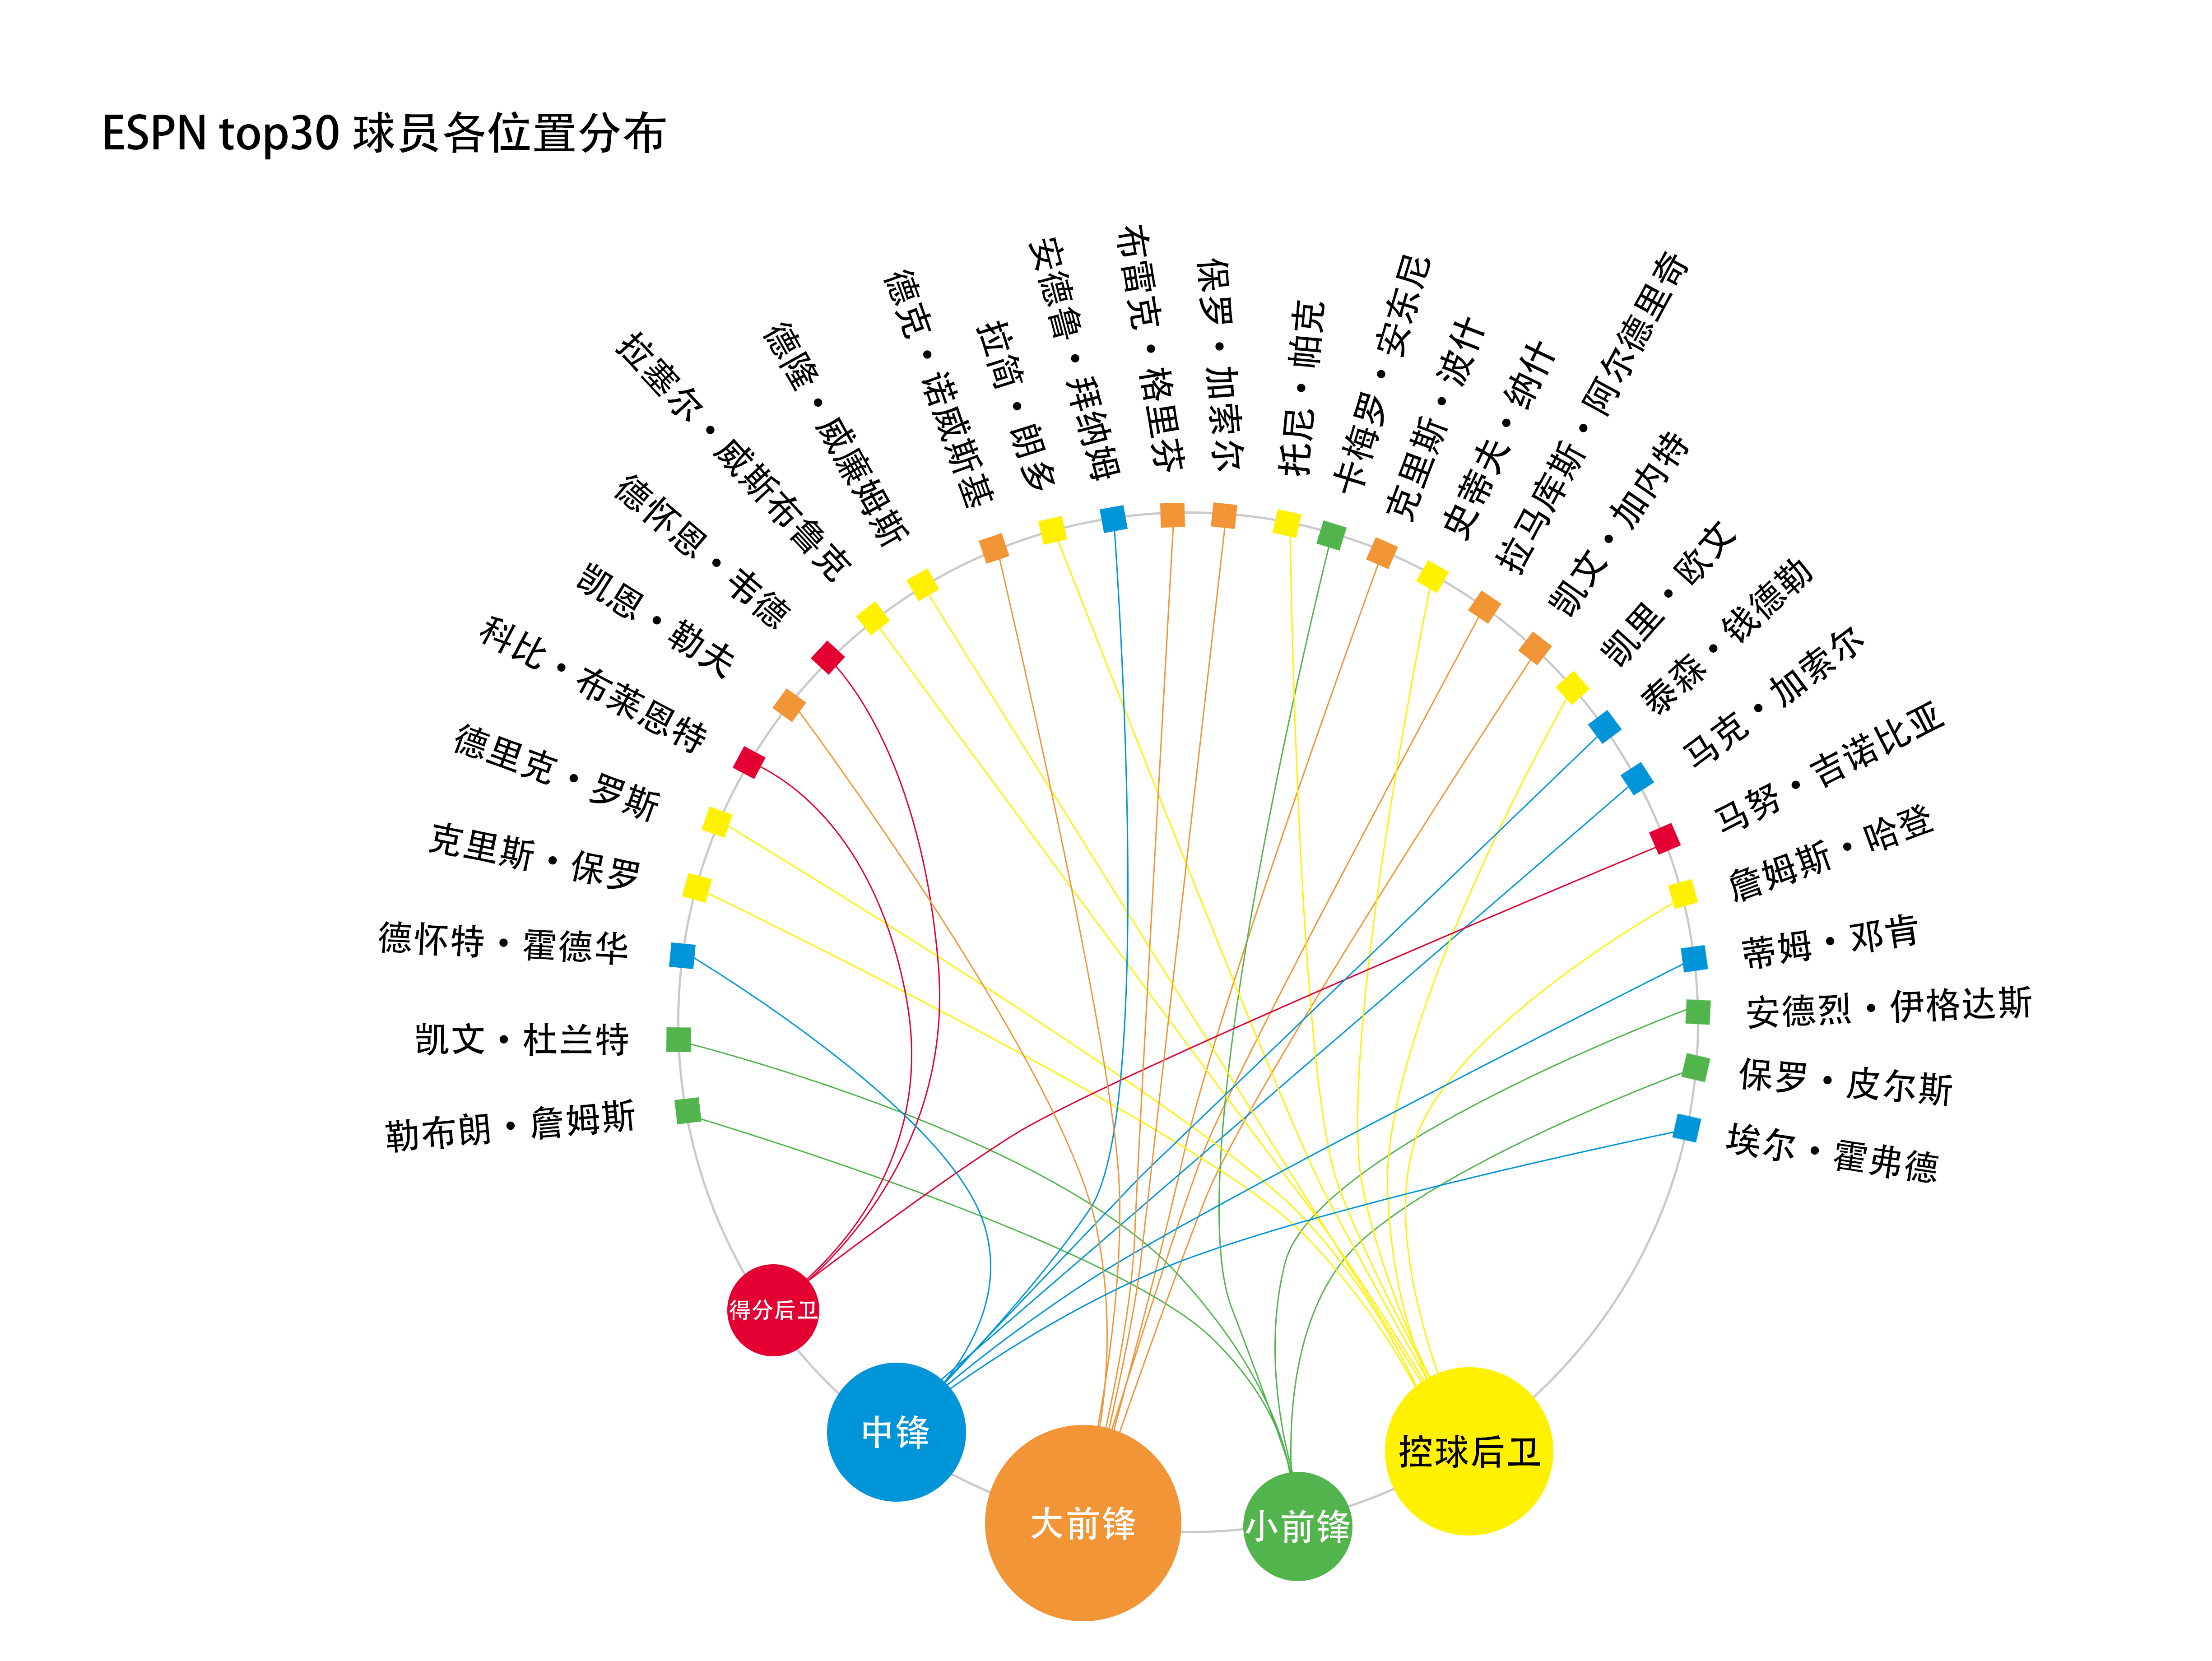 ESPN top30 球员各位置分布
勒布朗·詹姆斯
凯文·杜兰特
德怀特·霍德华
克里斯·保罗
德里克·罗斯
科比·布莱恩特
凯恩·勒夫
德怀恩·韦德
拉塞尔·威斯布鲁克
德隆·威廉姆斯
德克·诺威斯基
拉简·朗多
安德鲁·拜纳姆
布雷克·格里芬
保罗·加索尔
托尼·帕克
卡梅罗·安东尼
克里斯·波什
史蒂夫·纳什
拉马库斯·阿尔德里奇
凯文·加内特
凯里·欧文
泰森·钱德勒
马克·加索尔
马努·吉诺比亚
詹姆斯·哈登
蒂姆·邓肯
安德烈·伊格达斯
保罗·皮尔斯
埃尔·霍弗德
得分后卫
中锋
大前锋
小前锋
控球后卫